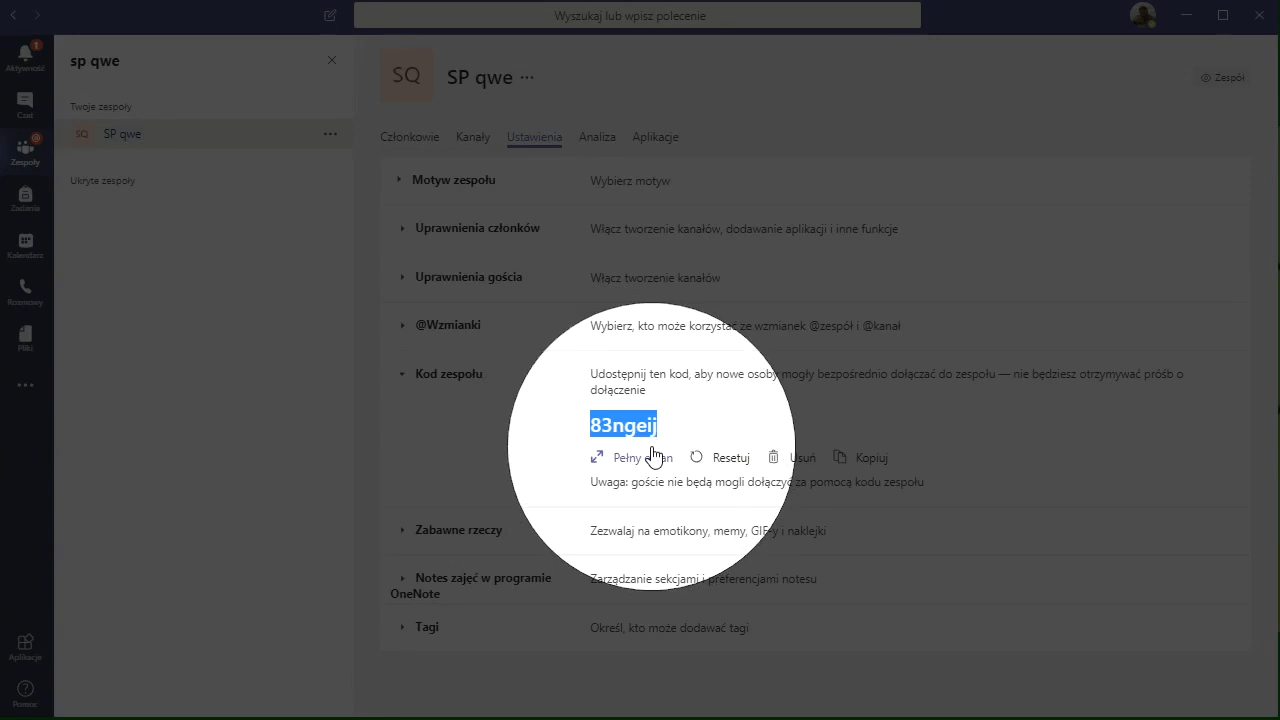 Wyszukaj lub wpisz polecenie
1
Aktywność
Czat
Zespoły
Zadania
Kalendarz
Rozmowy
Pliki
Aplikacje
Pomoc
sp qwe
Twoje zespoły
SQ SP qwe
Ukryte zespoły
SQ SP qwe
Zespół
Członkowie Kanały Ustawienia Analiza Aplikacje
Motyw zespołu Wybierz motyw
Uprawnienia członków Włącz tworzenie kanałów, dodawanie aplikacji i inne funkcje
Uprawnienia gościa Włącz tworzenie kanałów
@Wzmianki Wybierz, kto może korzystać ze wzmianek @zespół i @kanał
Kod zespołu Udostępnij ten kod, aby nowe osoby mogły bezpośrednio dołączać do zespołu — nie będziesz otrzymywać próśb o
dołączenie
83ngeij
Pełny ekran Resetuj Usuń Kopiuj
Uwaga: goście nie będą mogli dołączyć za pomocą kodu zespołu
Zabawne rzeczy Zezwalaj na emotikony, memy, GIF-y i naklejki
Notes zajęć w programie Zarządzanie sekcjami i preferencjami notesu
OneNote
Tagi Określ, kto może dodawać tagi